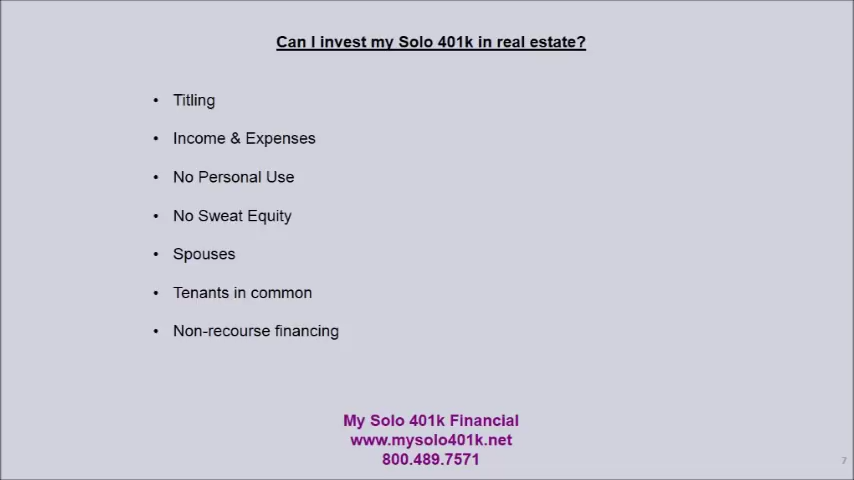 Can I invest my Solo 401k in real estate?
• Titling
• Income & Expenses
• No Personal Use
• No Sweat Equity
• Spouses
• Tenants in common
• Non-recourse financing
My Solo 401k Financial
www.mysolo401k.net
800.489.7571
7